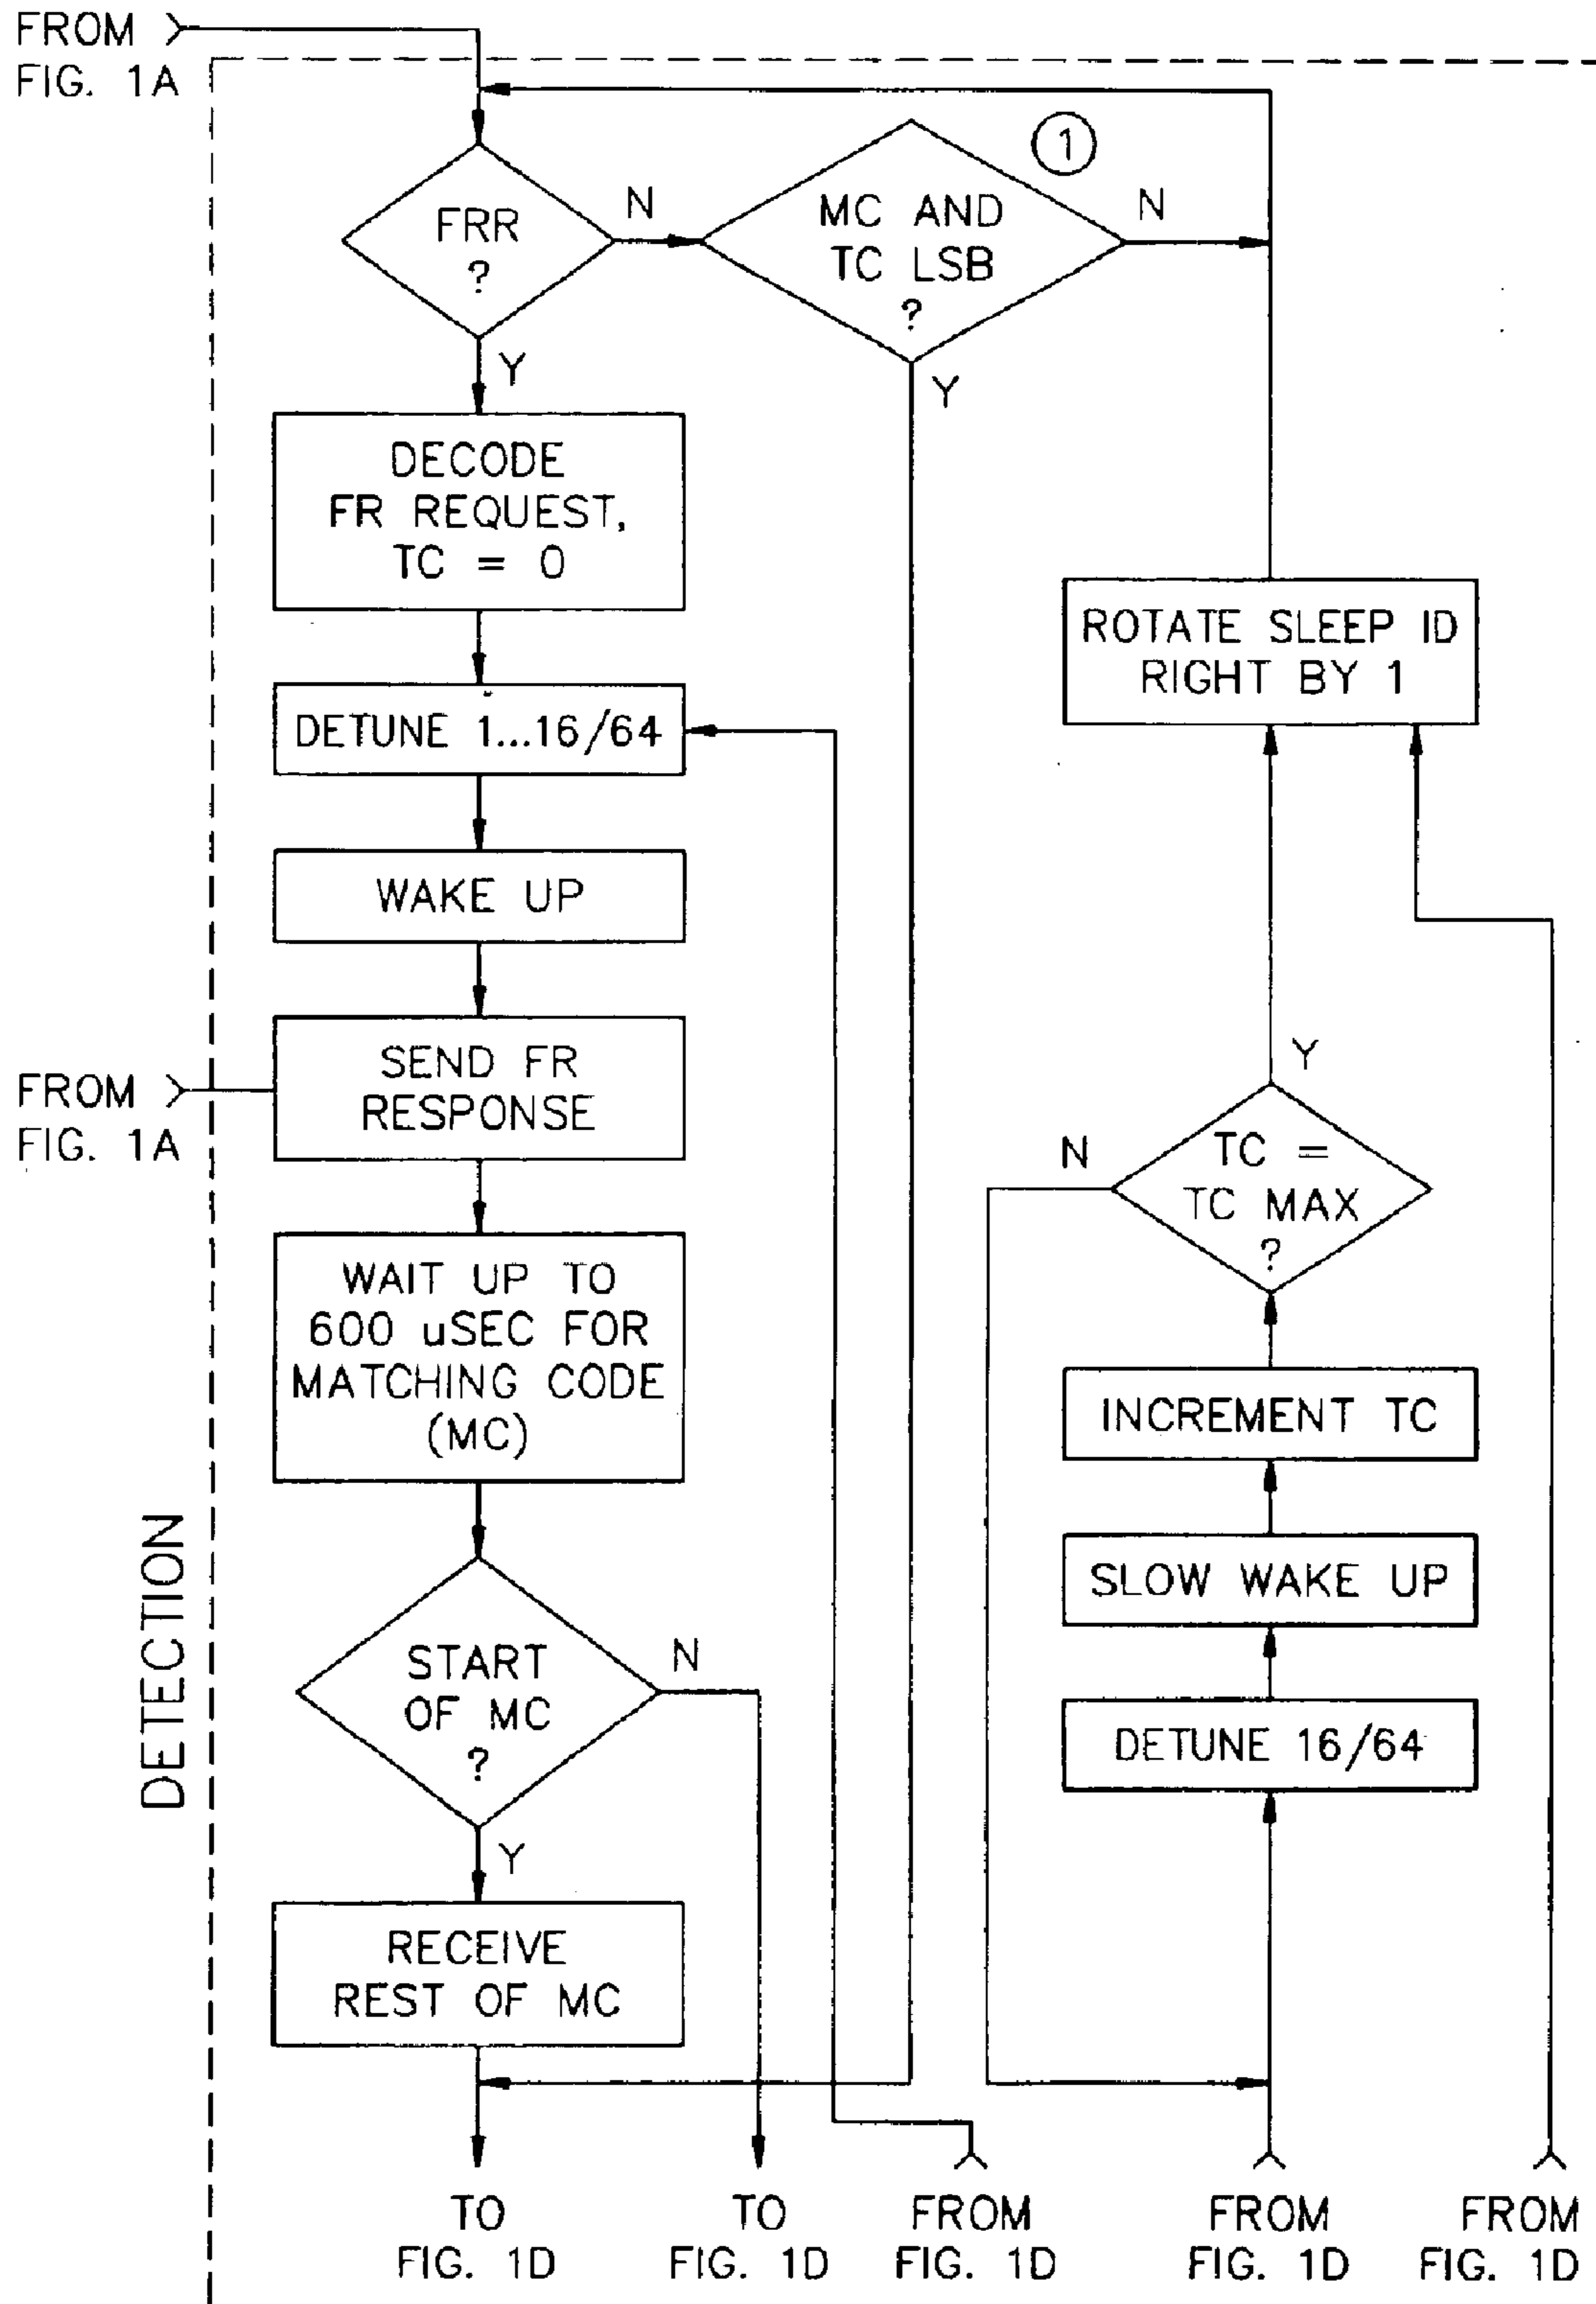 FROM
FIG. 1A
1
FRR
?
N
MC AND
TC LSB
?
N
Y
Y
DECODE
FR REQUEST,
TC = 0
ROTATE SLEEP ID
RIGHT BY 1
DETUNE 1...16/64
WAKE UP
SEND FR
RESPONSE
FROM
FIG. 1A
Y
TC =
TC MAX
?
N
WAIT UP TO
600 uSEC FOR
MATCHING CODE
(MC)
INCREMENT TC
SLOW WAKE UP
DETUNE 16/64
DETECTION
START
OF MC
?
N
Y
RECEIVE
REST OF MC
TO
FIG. 1D
TO
FIG. 1D
FROM
FIG. 1D
FROM
FIG. 1D
FROM
FIG. 1D